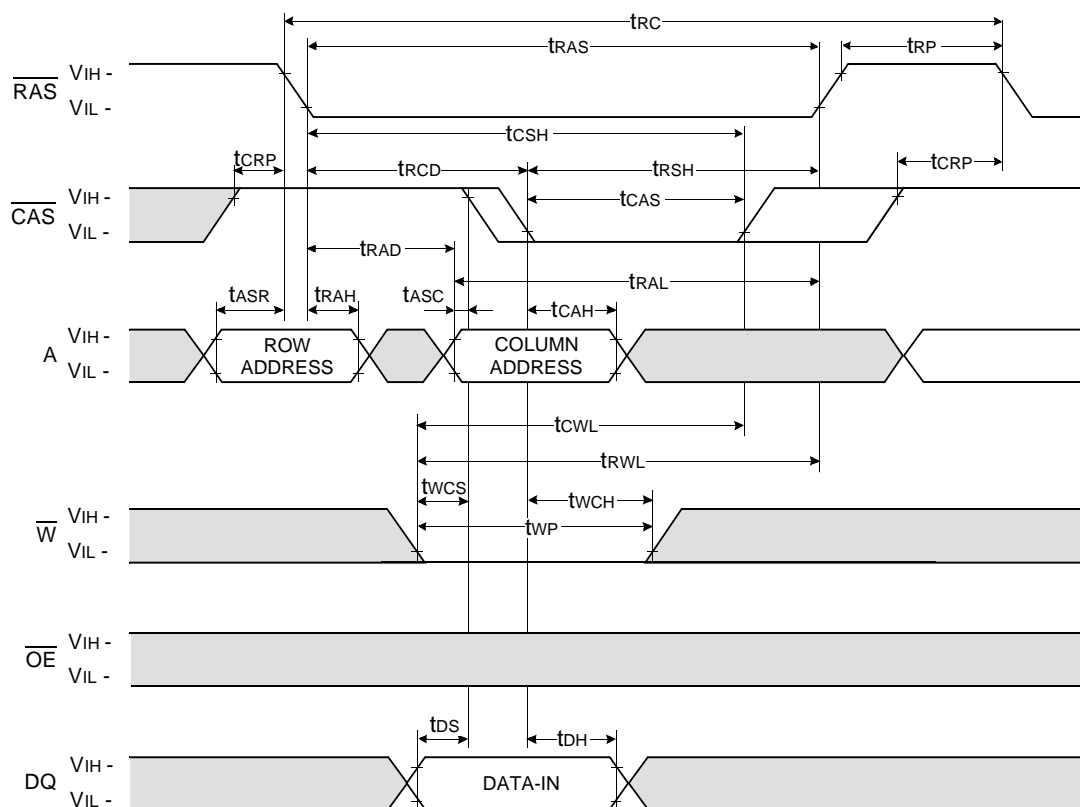 tRC
tRAS
tRP
RAS
VIH -
VIL -
tCSH
tCRP
tRCD
tRSH
tCRP
CAS
VIH -
VIL -
tCAS
tRAD
tRAL
tASR
tRAH
tASC
tCAH
A
VIH -
VIL -
ROW
ADDRESS
COLUMN
ADDRESS
tCWL
tRWL
tWCS
tWCH
W
VIH -
VIL -
tWP
OE
VIH -
VIL -
tDS
tDH
DQ
VIH -
VIL -
DATA-IN